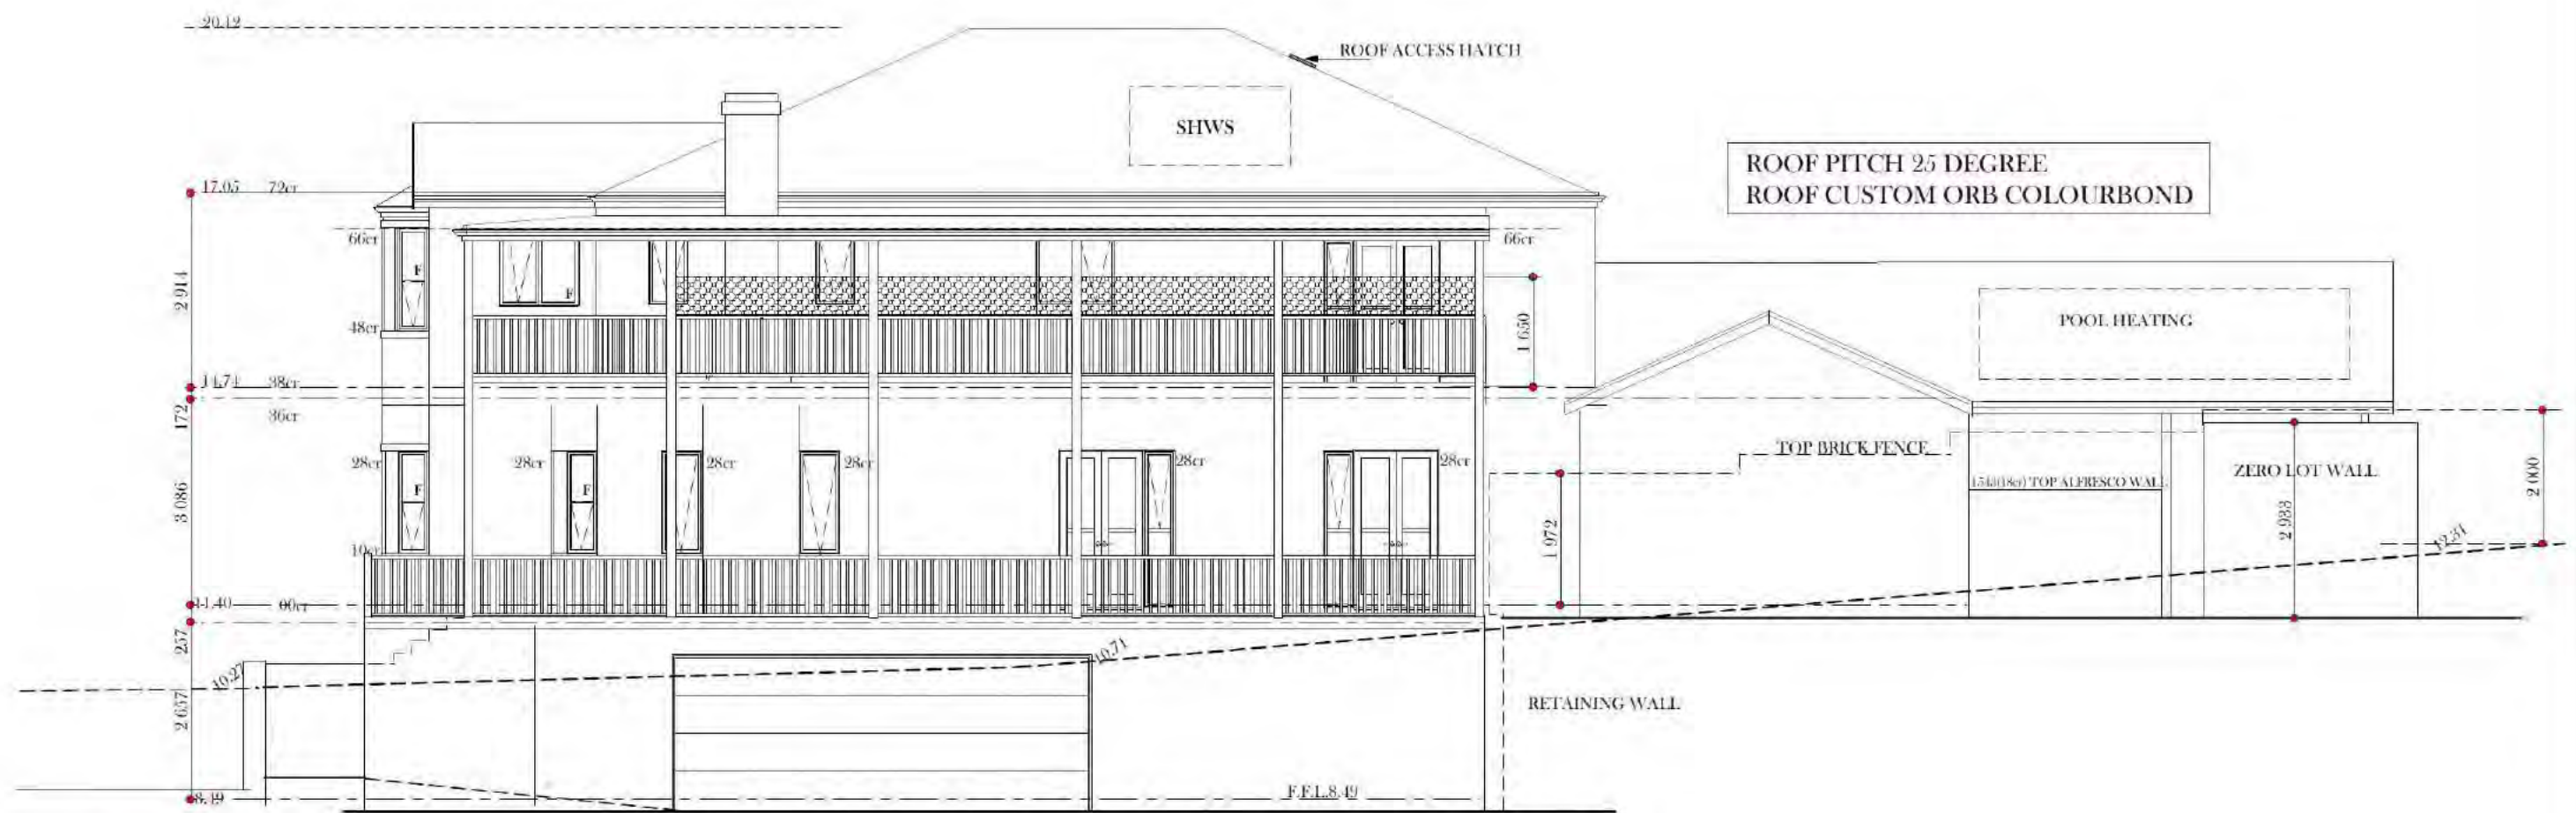 20.12
ROOF ACCESS HATCH
SHWS
ROOF PITCH 25 DEGREE
ROOF CUSTOM ORB COLOURBOND
17.05 72cr
66cr
66cr
F
F
2 914
POOL HEATING
48cr
1 650
14.74 38cr
172
36cr
TOP BRICK FENCE
28cr
28cr
28cr
28cr
28cr
28cr
ZERO LOT WALL
2 000
F
F
1543(18cr) TOP ALFRESCO WALL
3 086
1 972
2 933
12.31
10cr
11.40 00cr
257
10.71
10.27
2 657
RETAINING WALL
8.49
F.F.L.8.49